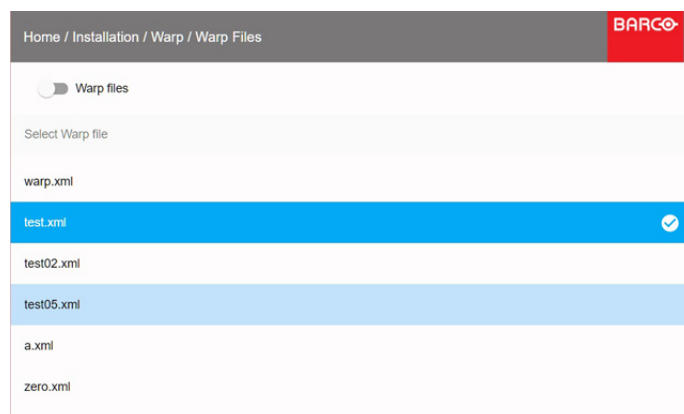 Home / Installation / Warp / Warp Files
BARCO
Warp files
Select Warp file
warp.xml
test.xml
test02.xml
test05.xml
a.xml
zero.xml